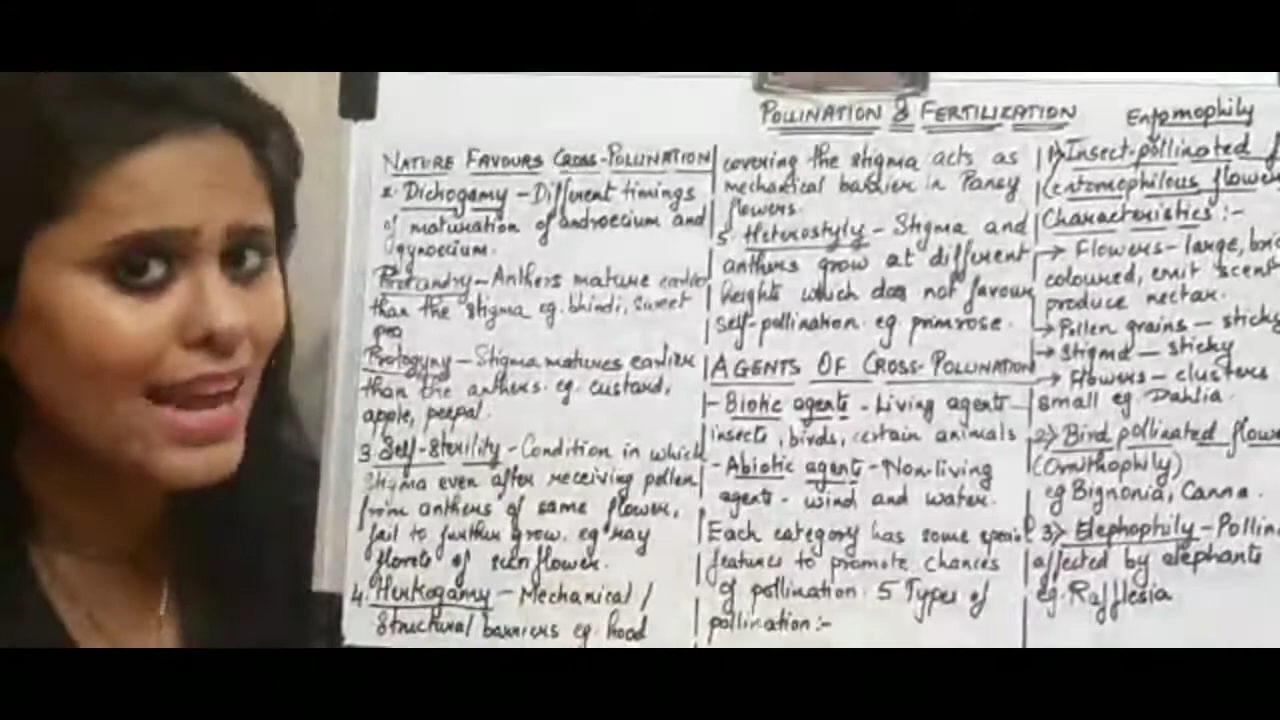 POLLINATION & FERTILIZATION
NATURE FAVOURS CROSS-POLLINATION
2. Dichogamy - Different timings
of maturation of androecium and
gynoecium.
Protandry - Anthers mature earlier
than the stigma eg. bhindi, sweet
pea
Protogyny - Stigma matures earlier
than the anthers eg. custard,
apple, peepal.
3. Self-sterility - Condition in which
stigma even after receiving pollen
from anthers of same flower,
fail to further grow. eg ray
florets of sunflower.
4. Herkogamy - Mechanical /
Structural barriers eg. hood
covering the stigma acts as
mechanical barrier in Pansy
flowers.
5. Heterostyly - Stigma and
anthers grow at different
heights which does not favour
self-pollination. eg. primrose.
AGENTS OF CROSS-POLLINATION
- Biotic agents - Living agents
insects, birds, certain animals
- Abiotic agent - Non-living
agents - wind and water.
Each category has some special
features to promote chances
of pollination. 5 Types of
pollination:-
Entomophily
1) Insect-pollinated f
(entomophilous flower
Characteristics :-
→ Flowers - large, bri
coloured, emit scent
produce nectar.
→ Pollen grains - sticky
→ Stigma - sticky
→ Flowers - clusters
small eg. Dahlia.
2) Bird pollinated flow
(Ornithophily)
eg Bignonia, Canna.
3) Elephophily - Pollin
affected by elephants
eg. Rafflesia